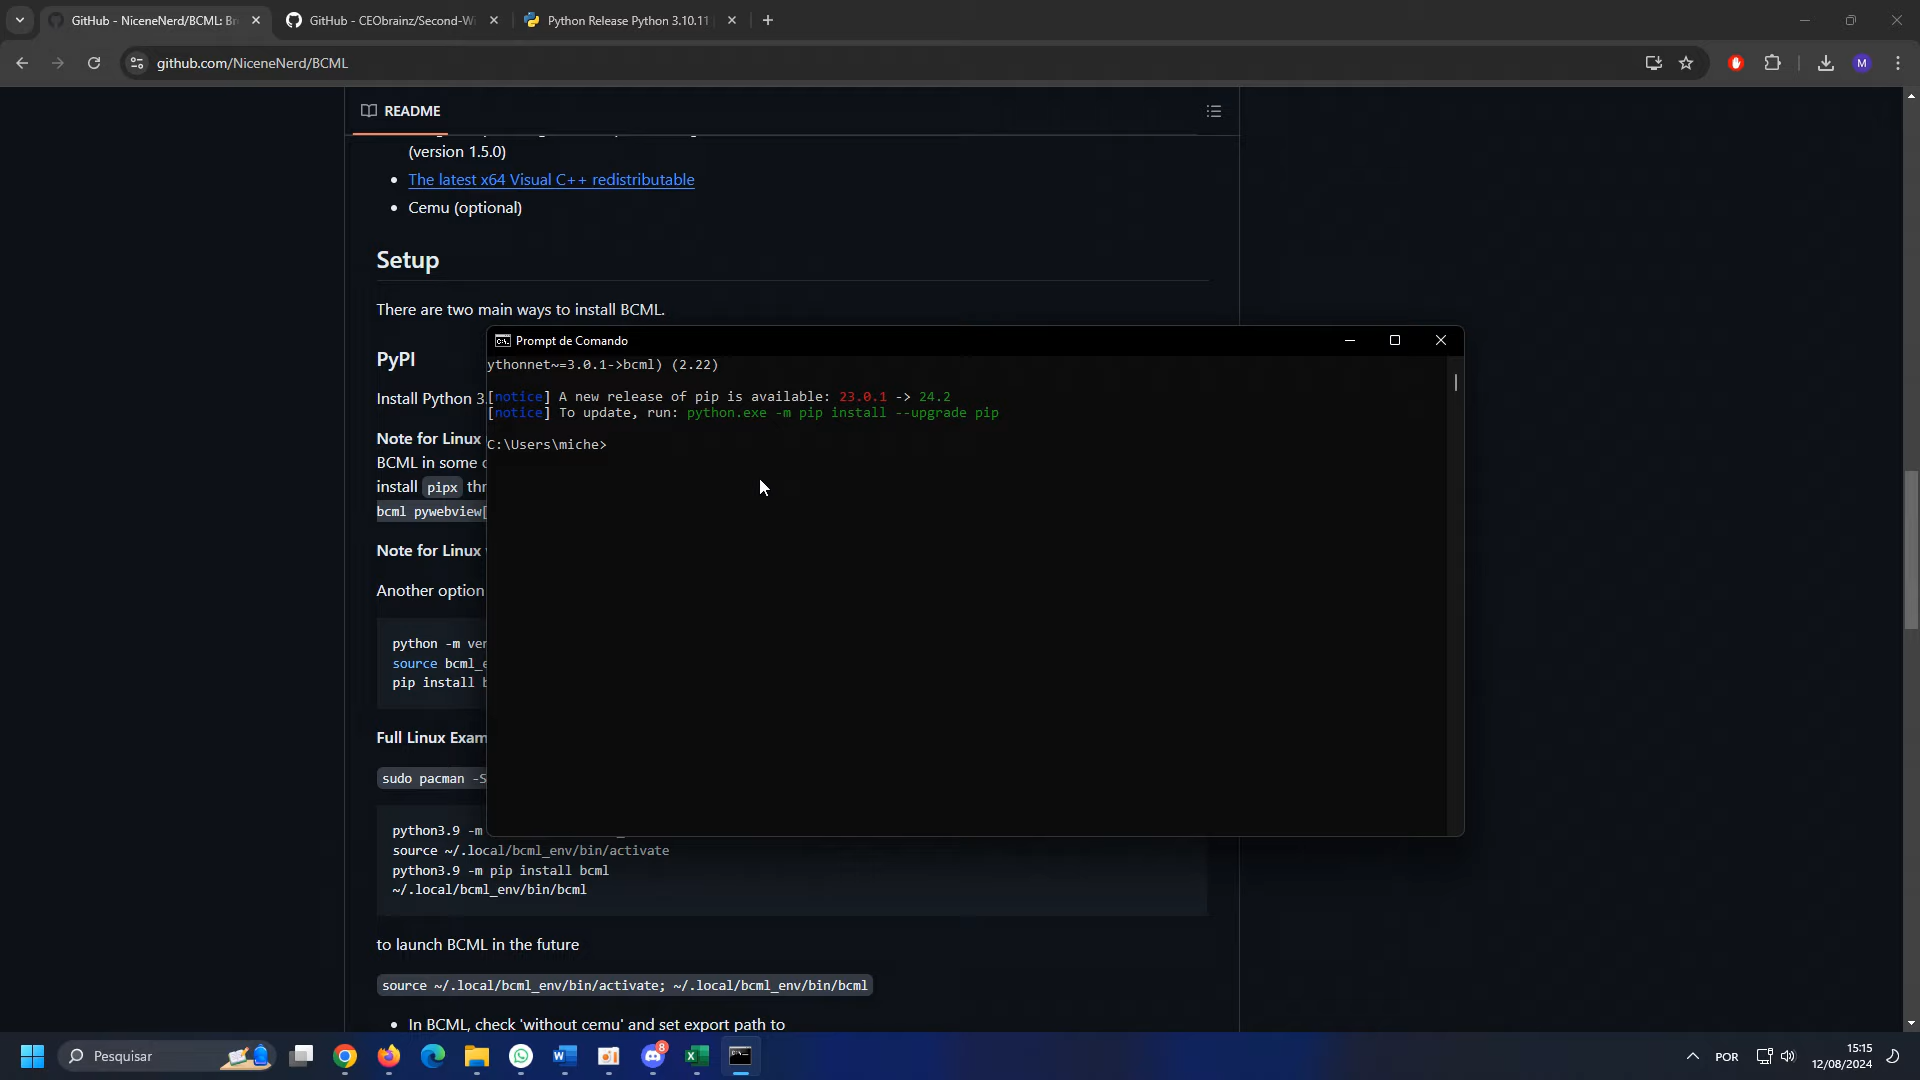 GitHub - NiceneNerd/BCML: Br
GitHub - CEObrainz/Second-Wi
Python Release Python 3.10.11
github.com/NiceneNerd/BCML
M
README
(version 1.5.0)
The latest x64 Visual C++ redistributable
Cemu (optional)
Setup
There are two main ways to install BCML.
PyPI
Install Python 3.
Note for Linux
BCML in some
install pipx
bcml pywebview[
Note for Linux
Another option
python -m ver
source bcml_e
pip install b
Full Linux Exam
sudo pacman -S
python3.9 -m
source ~/.local/bcml_env/bin/activate
python3.9 -m pip install bcml
~/.local/bcml_env/bin/bcml
to launch BCML in the future
source ~/.local/bcml_env/bin/activate; ~/.local/bcml_env/bin/bcml
In BCML, check 'without cemu' and set export path to
Prompt de Comando
ythonnet~=3.0.1->bcml) (2.22)
[notice] A new release of pip is available: 23.0.1 -> 24.2
[notice] To update, run: python.exe -m pip install --upgrade pip
C:\Users\miche>
Pesquisar
8
POR
15:15
12/08/2024